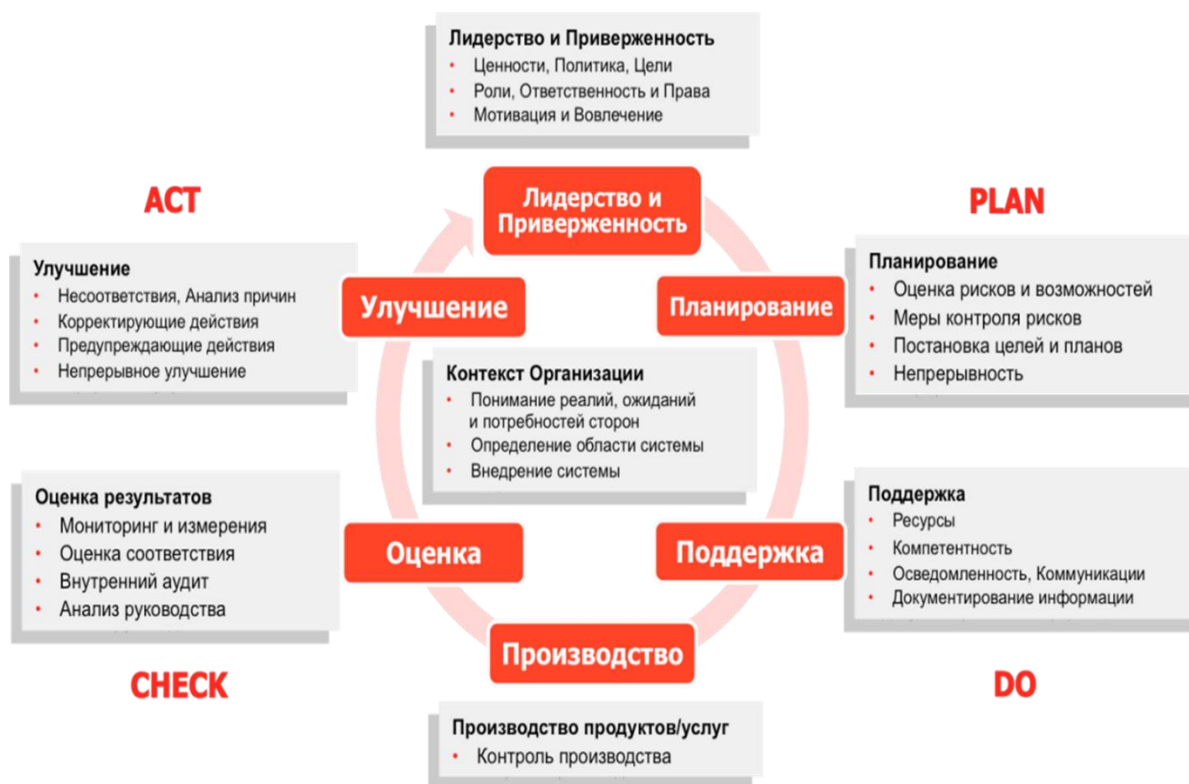 Лидерство и Приверженность
• Ценности, Политика, Цели
• Роли, Ответственность и Права
• Мотивация и Вовлечение
ACT
PLAN
Лидерство и
Приверженность
Улучшение
• Несоответствия, Анализ причин
• Корректирующие действия
• Предупреждающие действия
• Непрерывное улучшение
Улучшение
Планирование
Планирование
• Оценка рисков и возможностей
• Меры контроля рисков
• Постановка целей и планов
• Непрерывность
Контекст Организации
• Понимание реалий, ожиданий
и потребностей сторон
• Определение области системы
• Внедрение системы
Оценка результатов
• Мониторинг и измерения
• Оценка соответствия
• Внутренний аудит
• Анализ руководства
Оценка
Поддержка
Поддержка
• Ресурсы
• Компетентность
• Осведомленность, Коммуникации
• Документирование информации
Производство
CHECK
DO
Производство продуктов/услуг
• Контроль производства